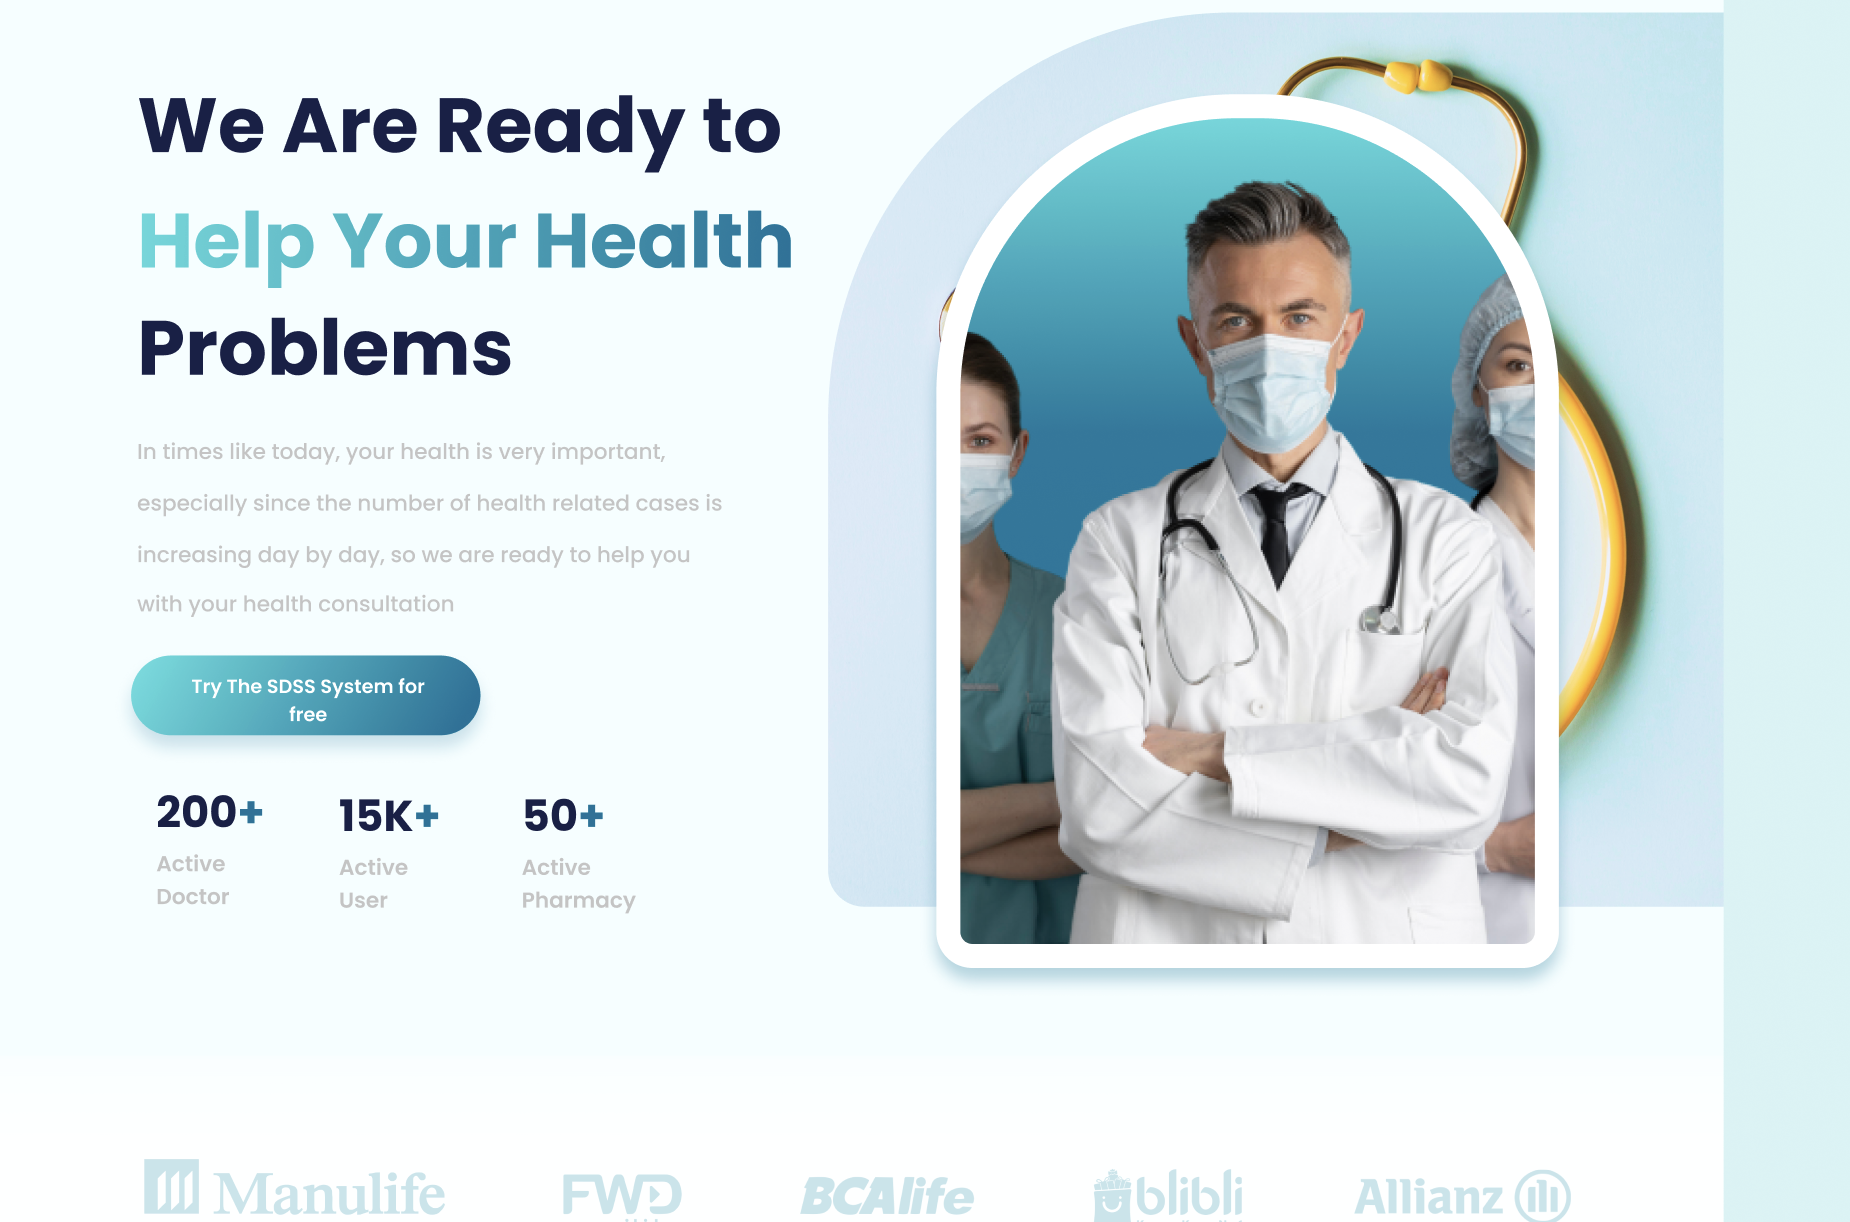 We Are Ready to
Help Your Health
Problems
In times like today, your health is very important,
especially since the number of health related cases is
increasing day by day, so we are ready to help you
with your health consultation
Try The SDSS System for
free
200+
Active
Doctor
15K+
Active
User
50+
Active
Pharmacy
Manulife
FWD
BCAlife
blibli
Allianz